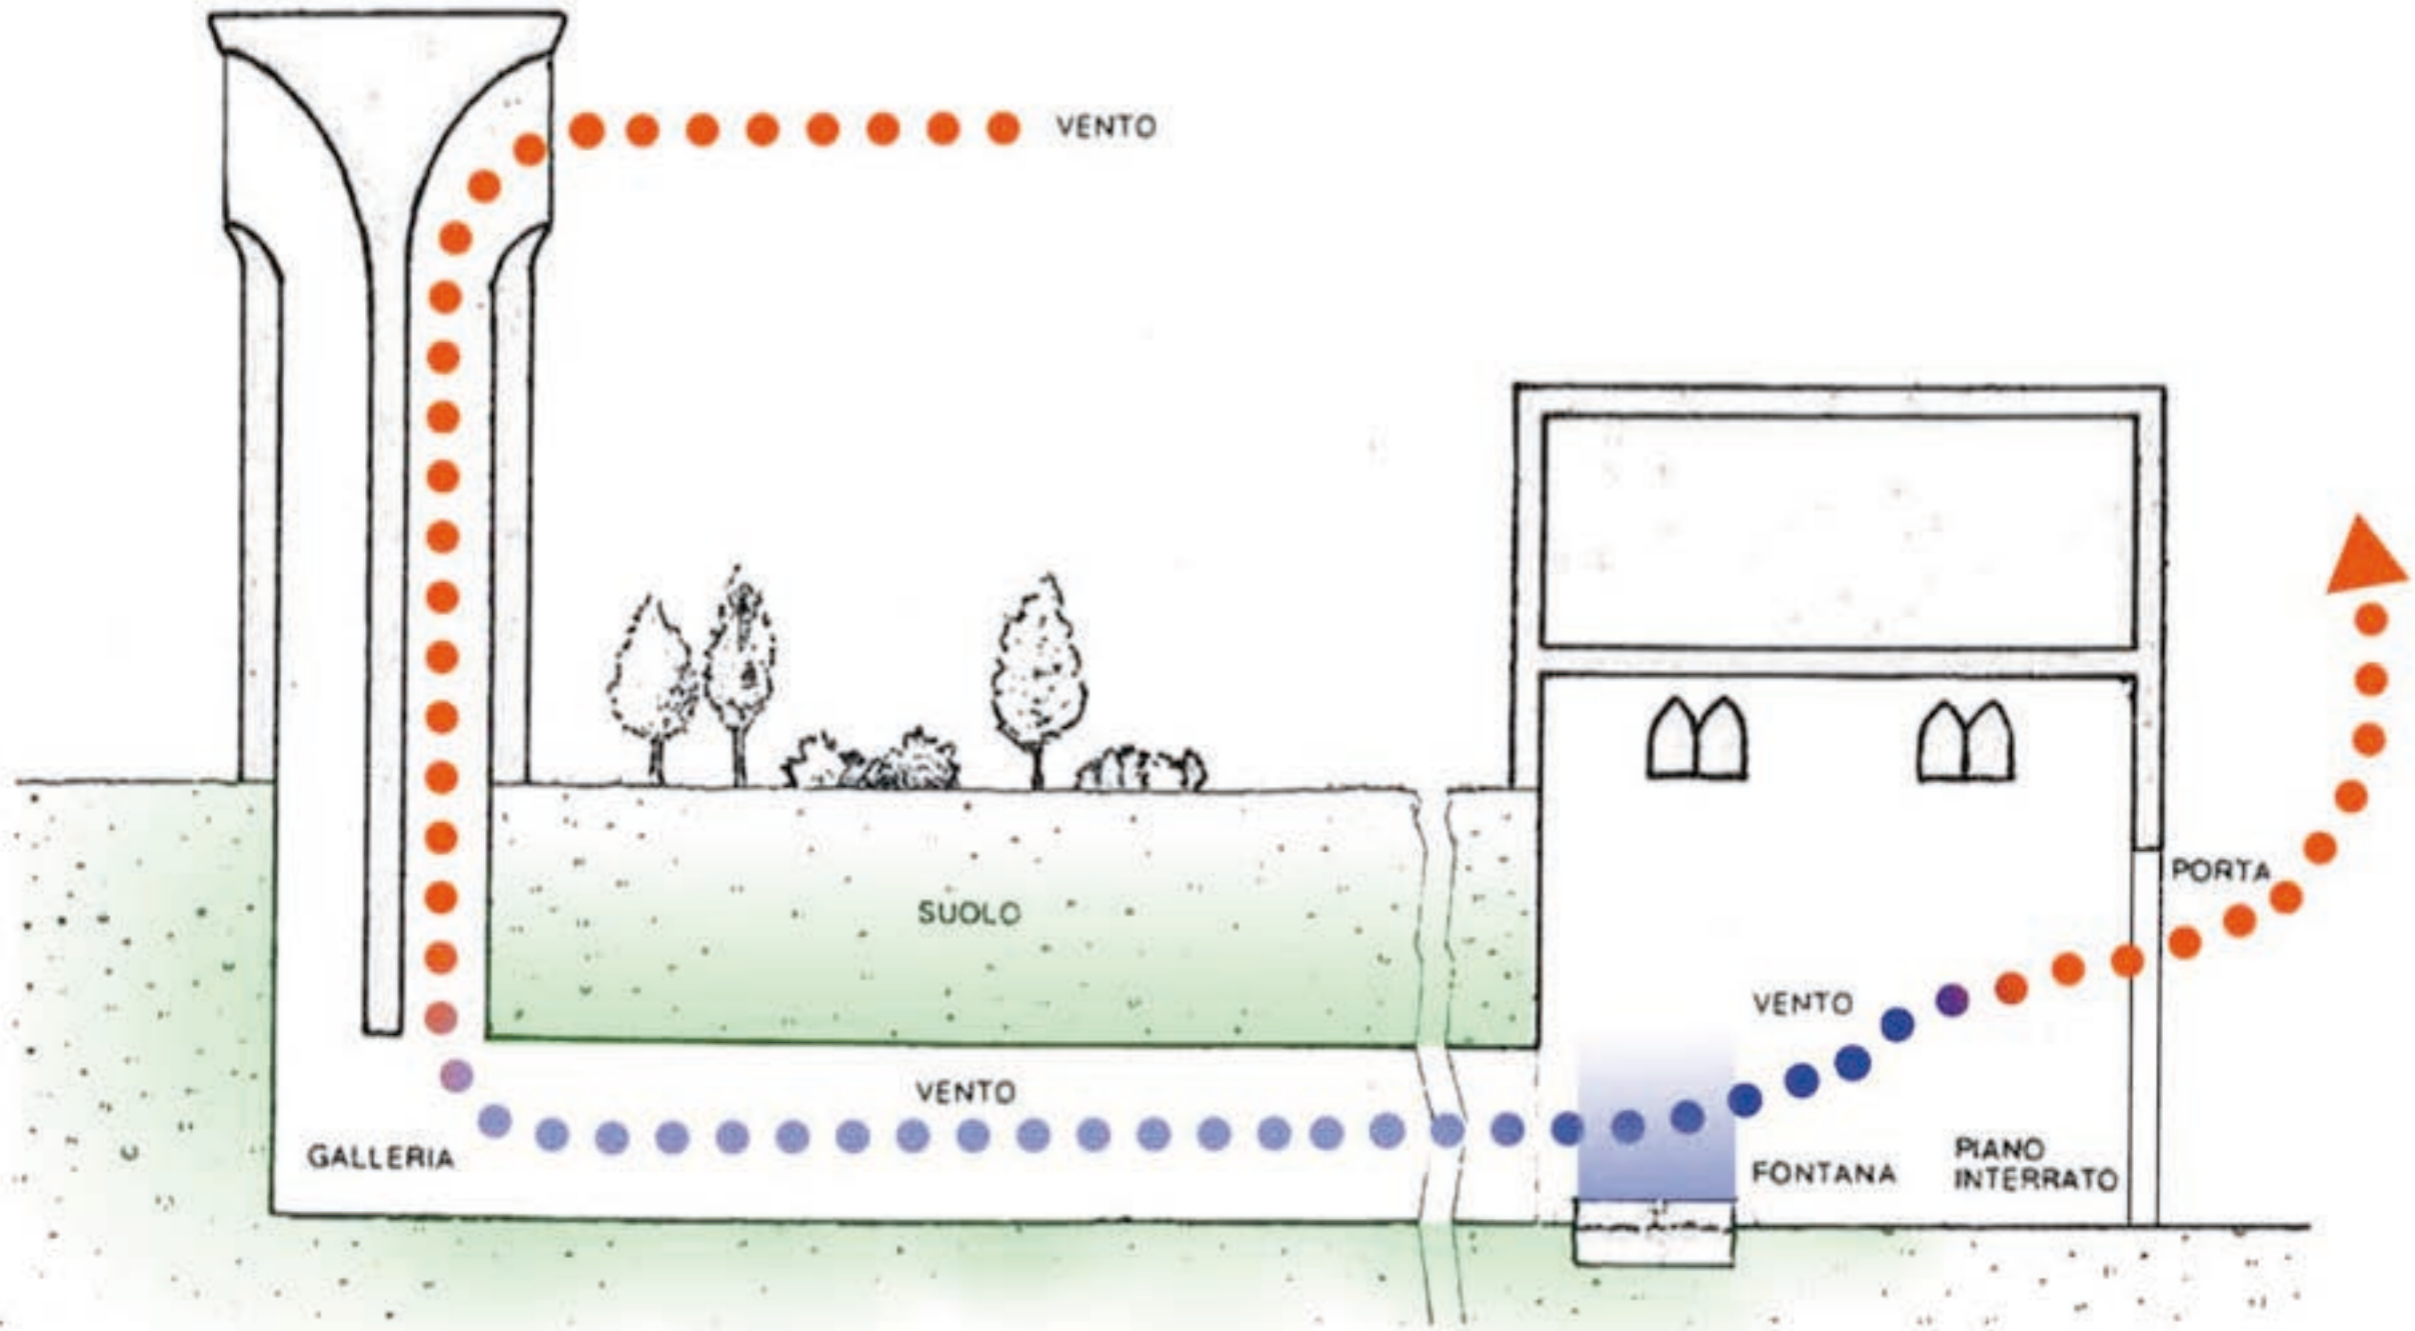 VENTO
PORTA
SUOLO
VENTO
VENTO
GALLERIA
FONTANA
PIANO
INTERRATO